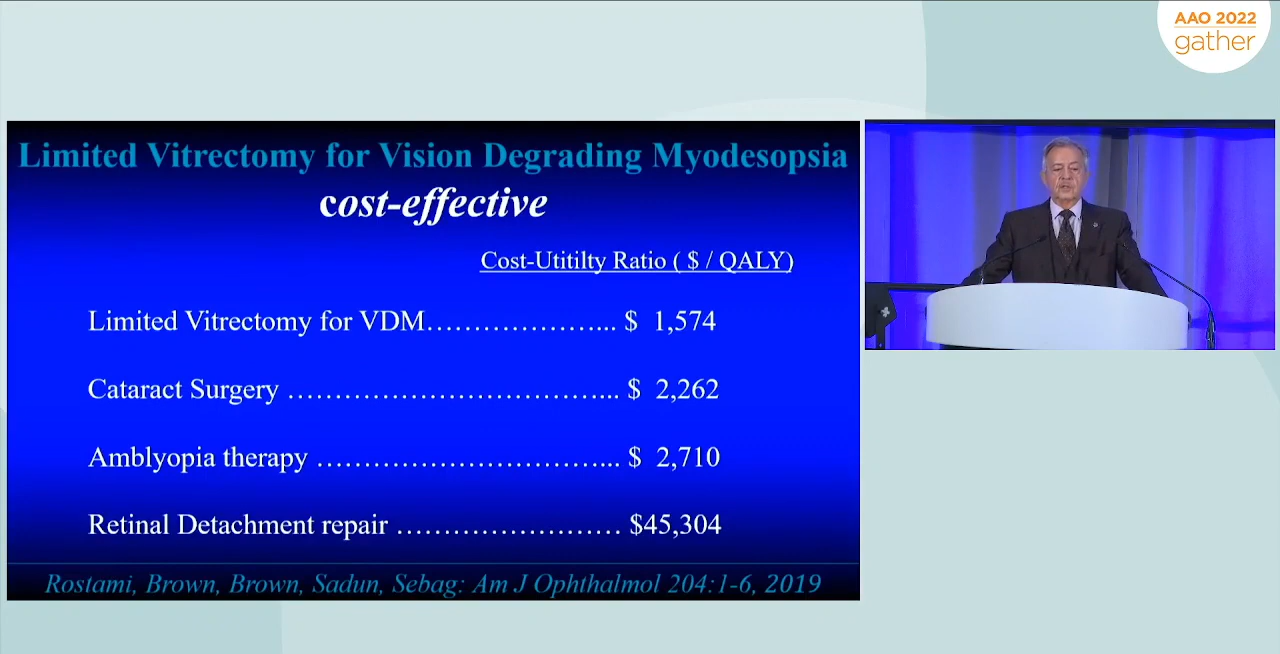 AAO 2022
gather
Limited Vitrectomy for Vision Degrading Myodesopsia
cost-effective
Cost-Utitilty Ratio ( $ / QALY)
Limited Vitrectomy for VDM………………... $ 1,574
Cataract Surgery ……………………………... $ 2,262
Amblyopia therapy …………………………... $ 2,710
Retinal Detachment repair …………………… $45,304
Rostami, Brown, Brown, Sadun, Sebag: Am J Ophthalmol 204:1-6, 2019